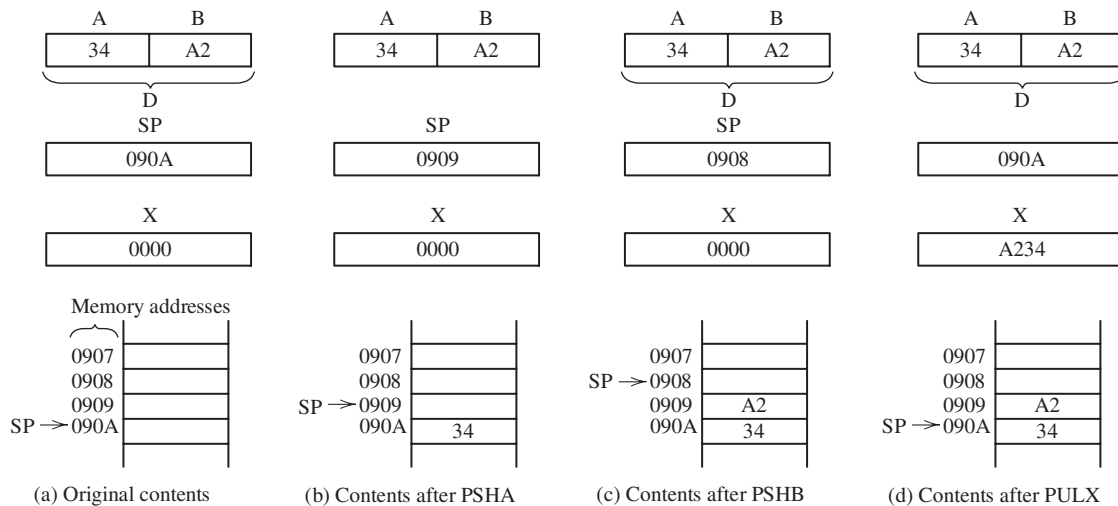 A B A B A B A B
34 A2 34 A2 34 A2 34 A2
D D D
SP SP SP
090A 0909 0908 090A
X X X X
0000 0000 0000 A234
Memory addresses
0907 0907 0907 0907
0908 0908 SP 0908 0908
0909 SP 0909 0909 A2 0909 A2
SP 090A 090A 34 090A 34 SP 090A 34
(a) Original contents (b) Contents after PSHA (c) Contents after PSHB (d) Contents after PULX